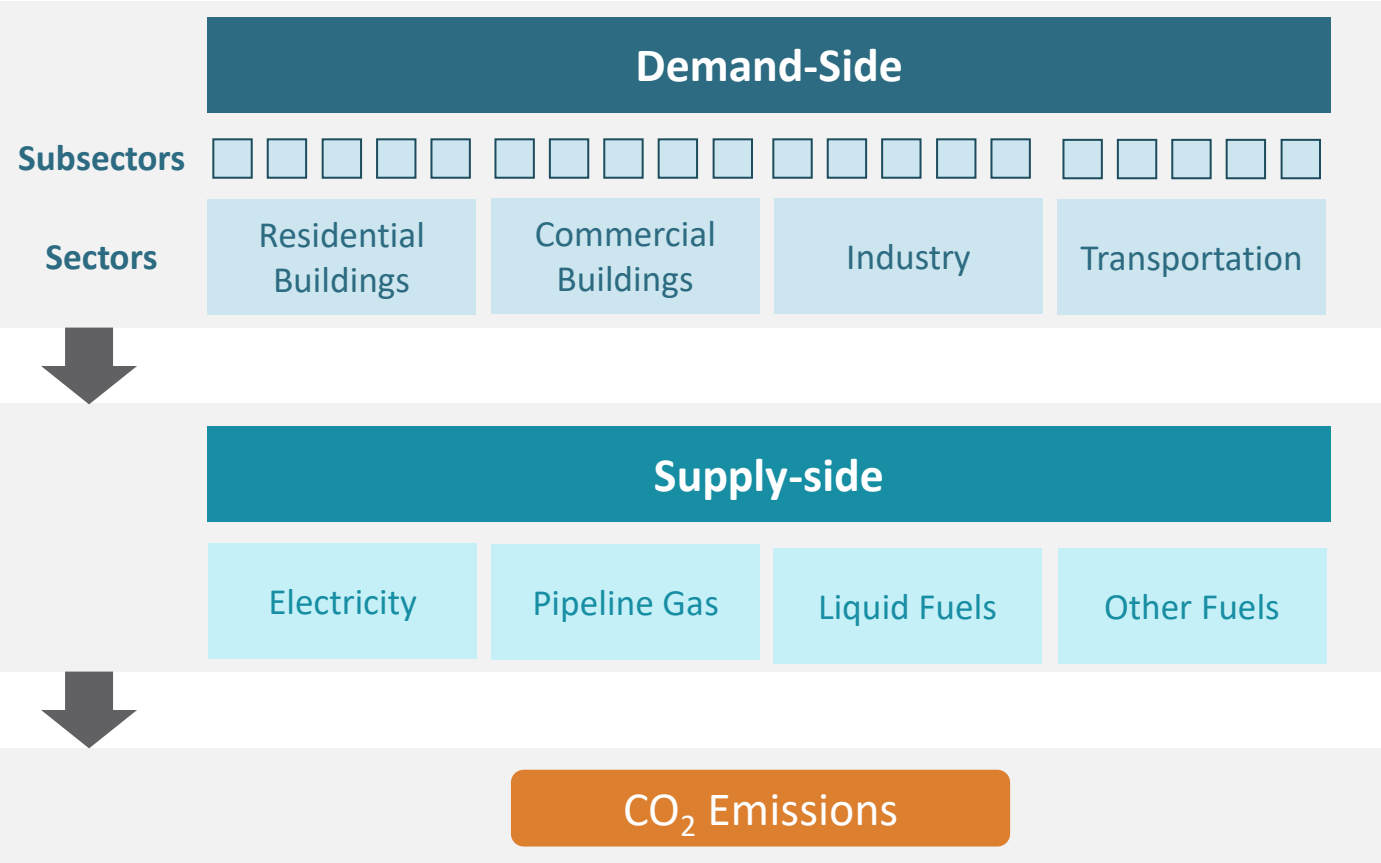 Demand-Side
Subsectors
Sectors
Residential
Buildings
Commercial
Buildings
Industry
Transportation
Supply-side
Electricity
Pipeline Gas
Liquid Fuels
Other Fuels
CO₂ Emissions